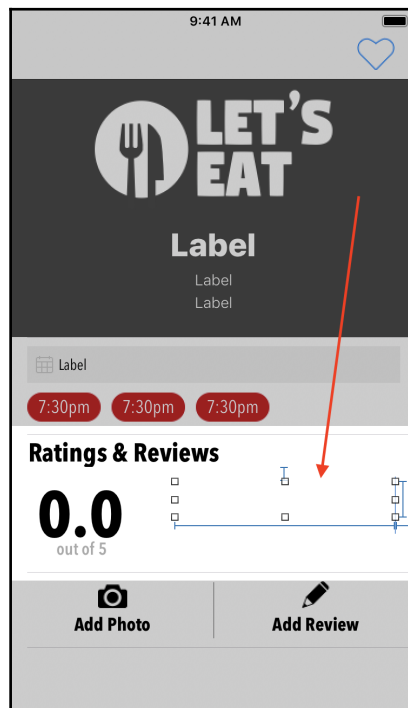 9:41 AM
LET'S
EAT
Label
Label
Label
Label
7:30pm 7:30pm 7:30pm
Ratings & Reviews
0.0
out of 5
Add Photo Add Review